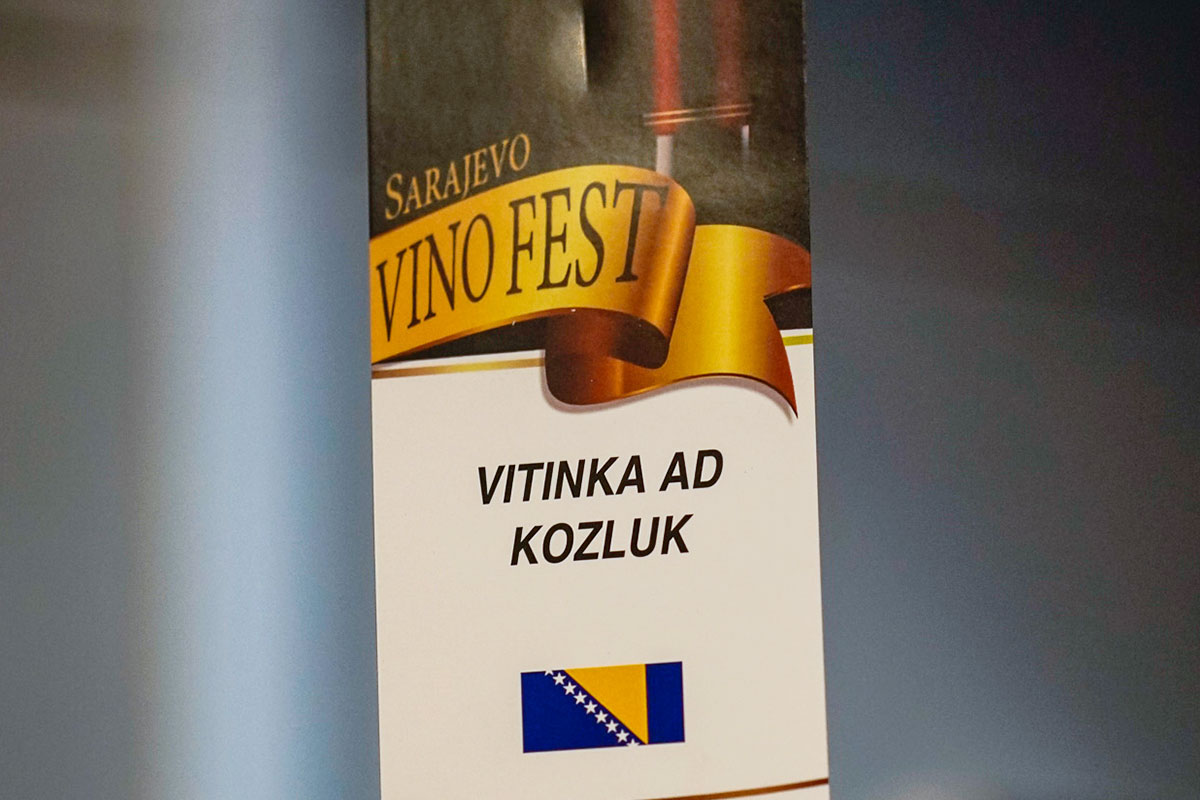 SARAJEVO
VINO FEST
VITINKA AD
KOZLUK